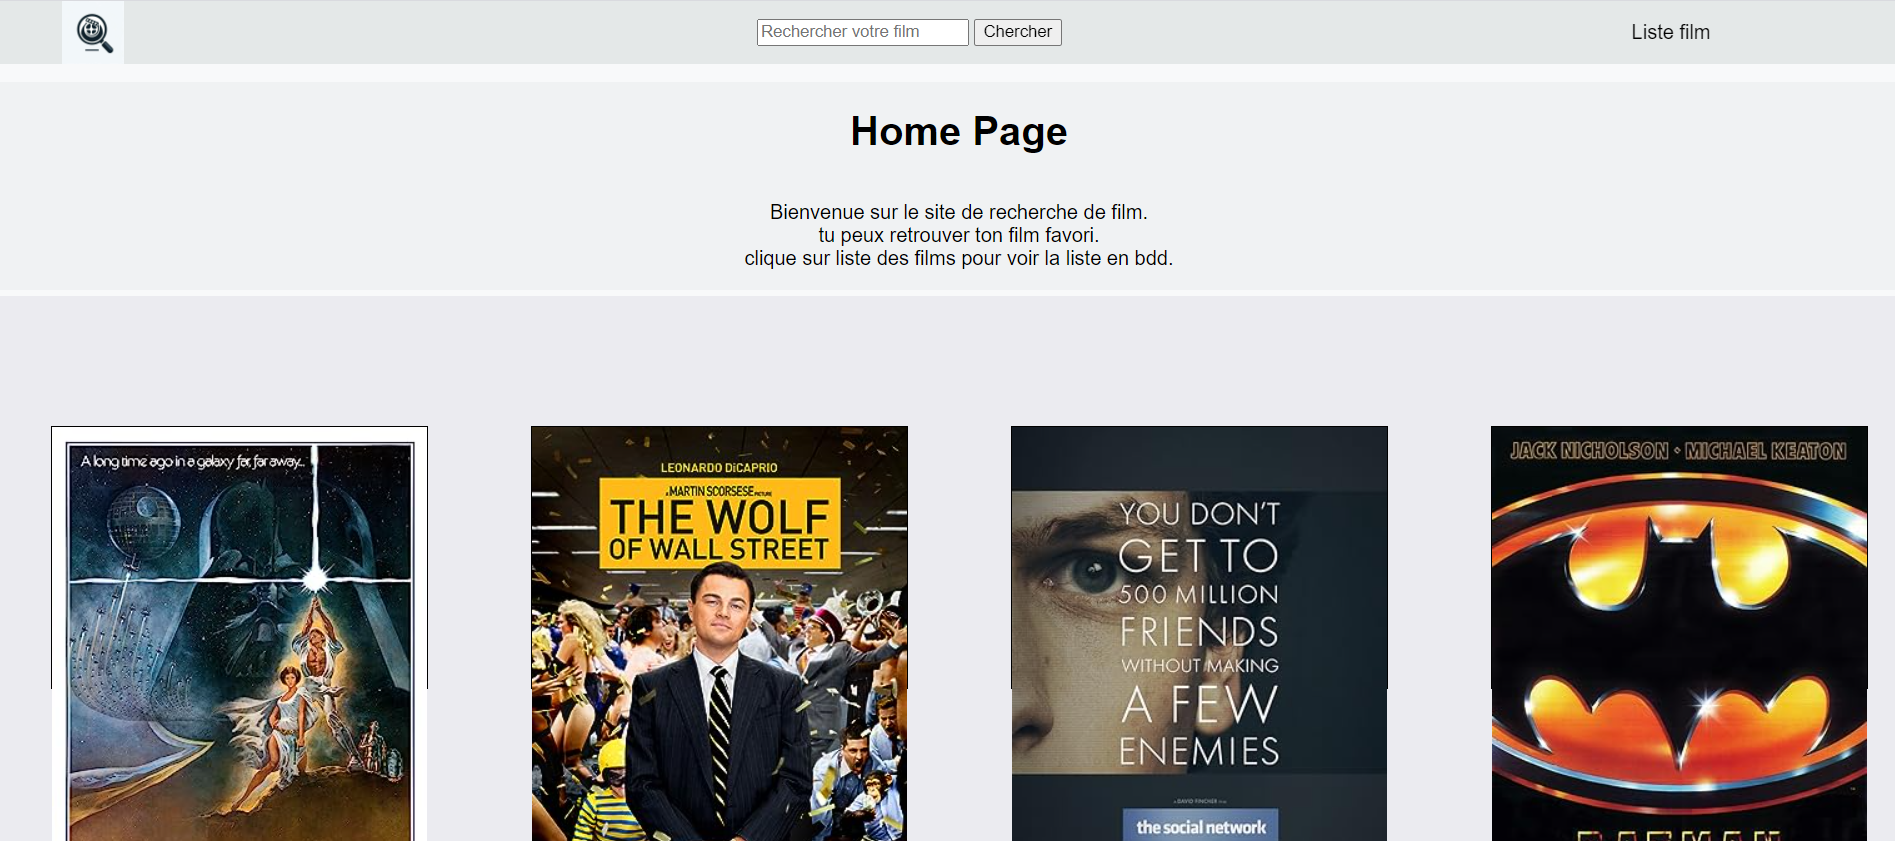 Rechercher votre film Chercher Liste film
Home Page
Bienvenue sur le site de recherche de film.
tu peux retrouver ton film favori.
clique sur liste des films pour voir la liste en bdd.
A long time ago in a galaxy far, far away...
LEONARDO DiCAPRIO
A MARTIN SCORSESE PICTURE
THE WOLF
OF WALL STREET
YOU DON'T
GET TO
500 MILLION
FRIENDS
WITHOUT MAKING
A FEW
ENEMIES
A DAVID FINCHER FILM
the social network
JACK NICHOLSON • MICHAEL KEATON
BATMAN